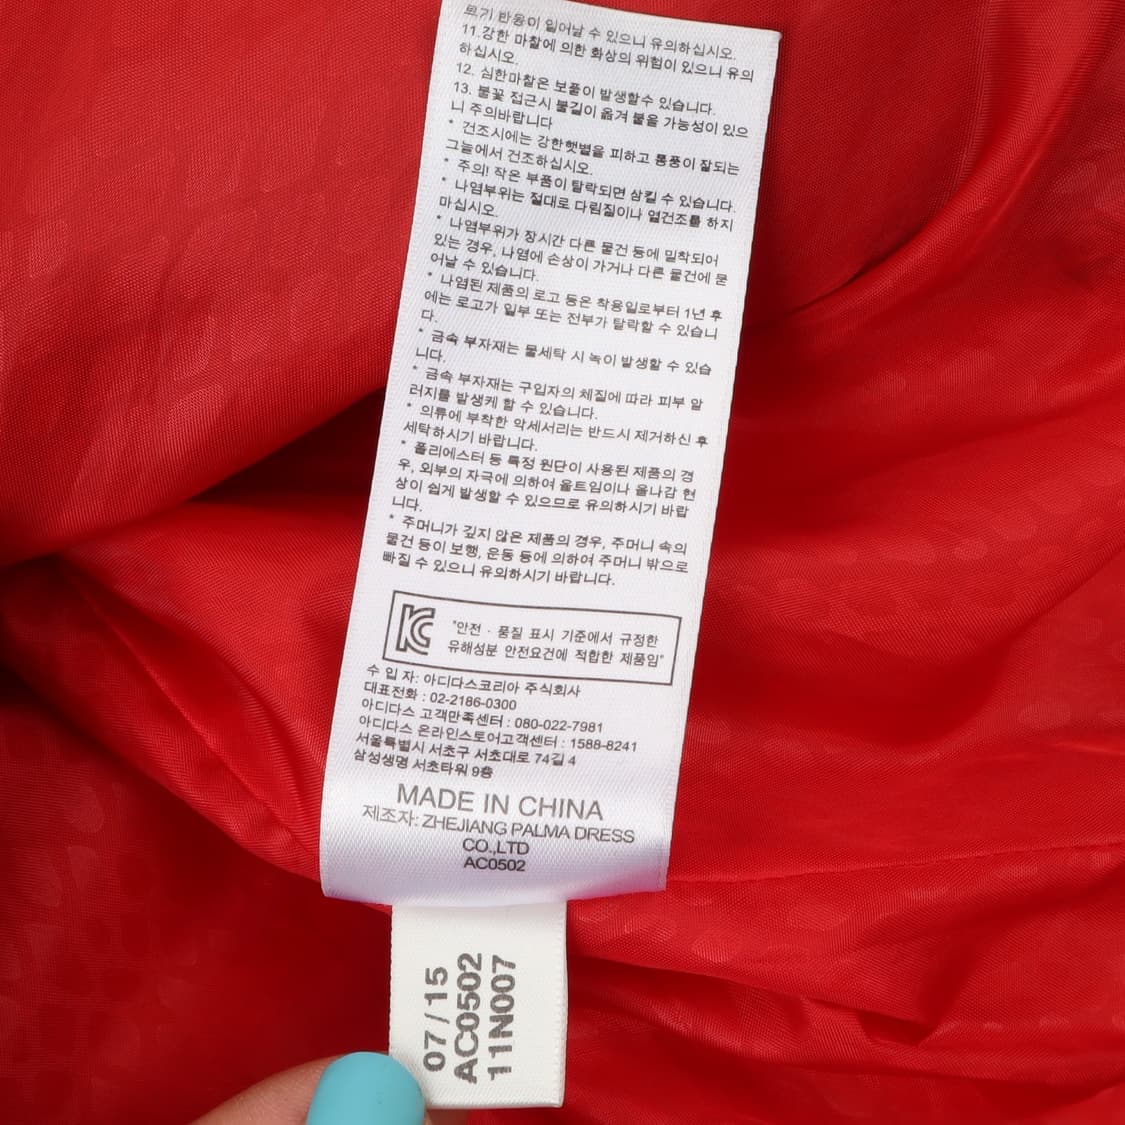 르기 반응이 일어날 수 있으니 유의하십시오.
11.강한 마찰에 의한 화상의 위험이 있으니 유의
하십시오.
12. 심한마찰은 보풀이 발생할수 있습니다.
13. 불꽃 접근시 불길이 옮겨 붙을 가능성이 있으
니 주의바랍니다
* 건조시에는 강한햇볕을 피하고 통풍이 잘되는
그늘에서 건조하십시오.
* 주의! 작은 부품이 탈락되면 삼킬 수 있습니다.
* 나염부위는 절대로 다림질이나 열건조를 하지
마십시오.
* 나염부위가 장시간 다른 물건 등에 밀착되어
있는 경우, 나염에 손상이 가거나 다른 물건에 묻
어날 수 있습니다.
* 나염된 제품의 로고 등은 착용일로부터 1년 후
에는 로고가 일부 또는 전부가 탈락할 수 있습니
다.
* 금속 부자재는 물세탁 시 녹이 발생할 수 있습
니다.
* 금속 부자재는 구입자의 체질에 따라 피부 알
러지를 발생케 할 수 있습니다.
* 의류에 부착한 악세서리는 반드시 제거하신 후
세탁하시기 바랍니다.
* 폴리에스터 등 특정 원단이 사용된 제품의 경
우, 외부의 자극에 의하여 올트임이나 올나감 현
상이 쉽게 발생할 수 있으므로 유의하시기 바랍
니다.
* 주머니가 깊지 않은 제품의 경우, 주머니 속의
물건 등이 보행, 운동 등에 의하여 주머니 밖으로
빠질 수 있으니 유의하시기 바랍니다.
"안전 · 품질 표시 기준에서 규정한
유해성분 안전요건에 적합한 제품임"
수 입 자: 아디다스코리아 주식회사
대표전화 : 02-2186-0300
아디다스 고객만족센터 : 080-022-7981
아디다스 온라인스토어고객센터 : 1588-8241
서울특별시 서초구 서초대로 74길 4
삼성생명 서초타워 9층
MADE IN CHINA
제조자: ZHEJIANG PALMA DRESS
CO.,LTD
AC0502
07/15
AC0502
11N007